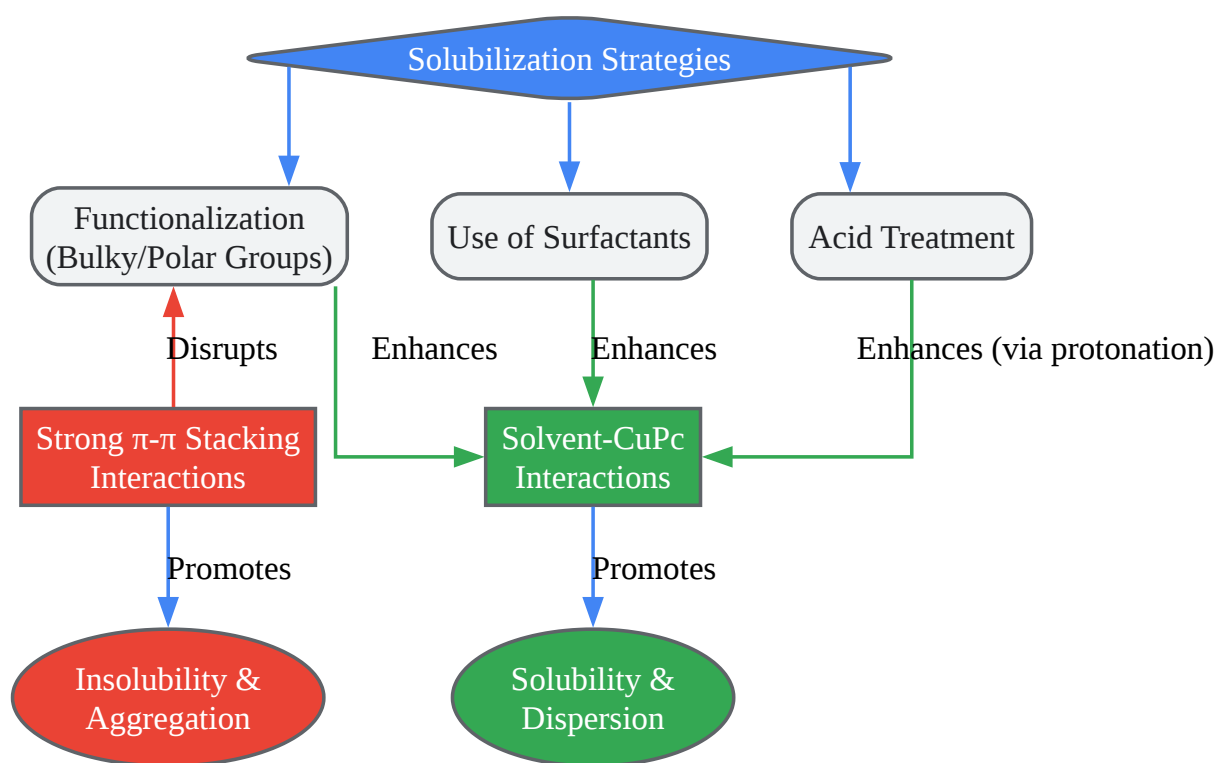 Solubilization Strategies
Functionalization
(Bulky/Polar Groups)
Use of Surfactants
Acid Treatment
Disrupts
Enhances
Enhances
Enhances (via protonation)
Strong π-π Stacking
Interactions
Solvent-CuPc
Interactions
Promotes
Promotes
Insolubility &
Aggregation
Solubility &
Dispersion